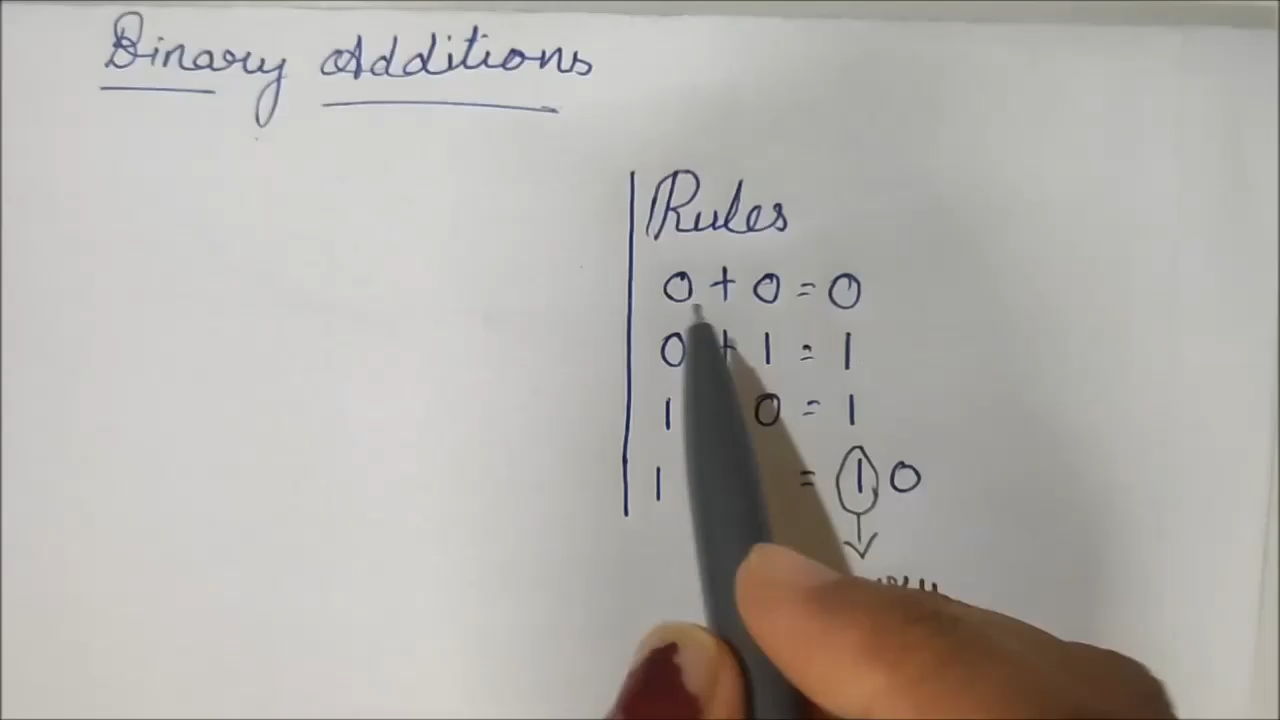 Binary Additions
Rules
0 + 0 = 0
0 + 1 = 1
1 0 = 1
1 = 1 0